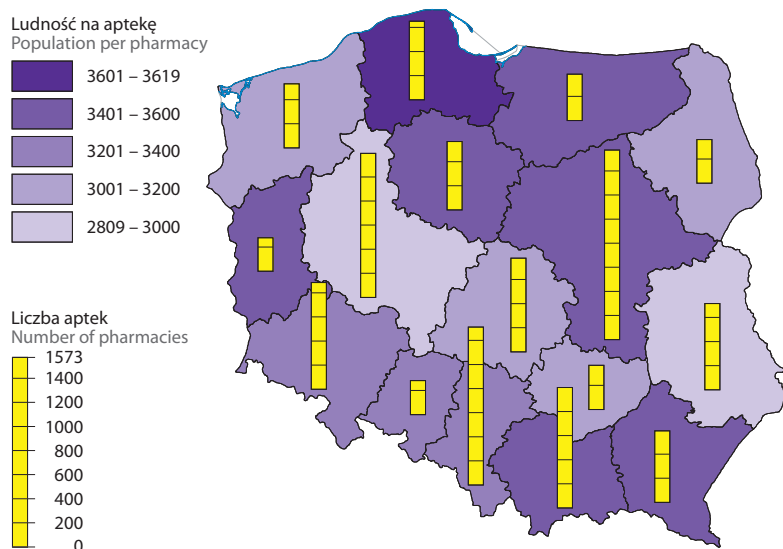 Ludność na aptekę
Population per pharmacy
3601 – 3619
3401 – 3600
3201 – 3400
3001 – 3200
2809 – 3000
Liczba aptek
Number of pharmacies
1573
1400
1200
1000
800
600
400
200
0